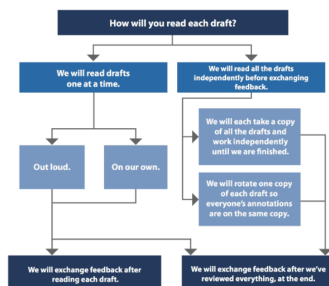 How will you read each draft?
We will read drafts
one at a time.
We will read all the drafts
independently before exchanging
feedback.
We will each take a copy
of all the drafts and
work independently
until we are finished.
Out loud.
On our own.
We will rotate one copy
of each draft so
everyone's annotations
are on the same copy.
We will exchange feedback after
reading each draft.
We will exchange feedback after we've
reviewed everything, at the end.